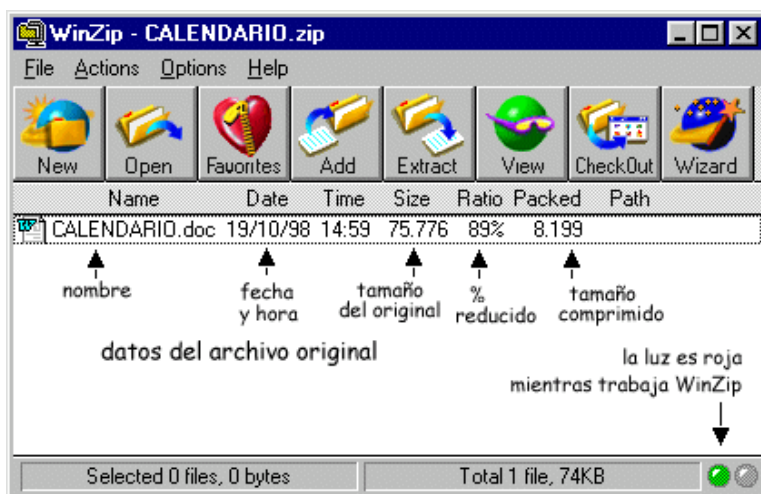 WinZip - CALENDARIO.zip
File Actions Options Help
New Open Favorites Add Extract View CheckOut Wizard
Name Date Time Size Ratio Packed Path
CALENDARIO.doc 19/10/98 14:59 75.776 89% 8.199
nombre fecha y hora tamaño del original % reducido tamaño comprimido
datos del archivo original
la luz es roja
mientras trabaja WinZip
Selected 0 files, 0 bytes Total 1 file, 74KB